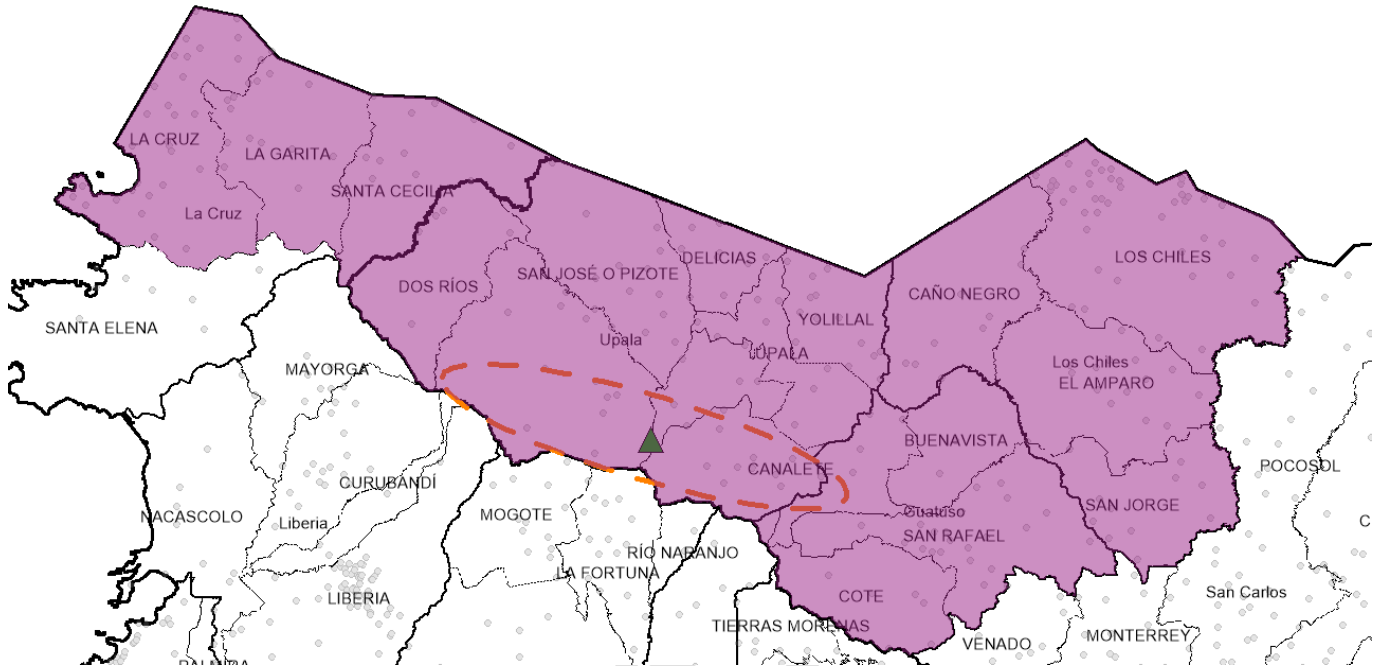 LA CRUZ
LA GARITA
SANTA CECILIA
La Cruz
LOS CHILES
DELICIAS
SAN JOSÉ O PIZOTE
DOS RÍOS
CAÑO NEGRO
YOLILLAL
SANTA ELENA
Upala
UPALA
Los Chiles
MAYORGA
EL AMPARO
BUENAVISTA
CANALETE
POCOSOL
CURUBANDÍ
SAN JORGE
Guatuso
NACASCOLO
Liberia
MOGOTE
C
SAN RAFAEL
RÍO NARANJO
LA FORTUNA
San Carlos
LIBERIA
COTE
TIERRAS MORENAS
MONTERREY
VENADO